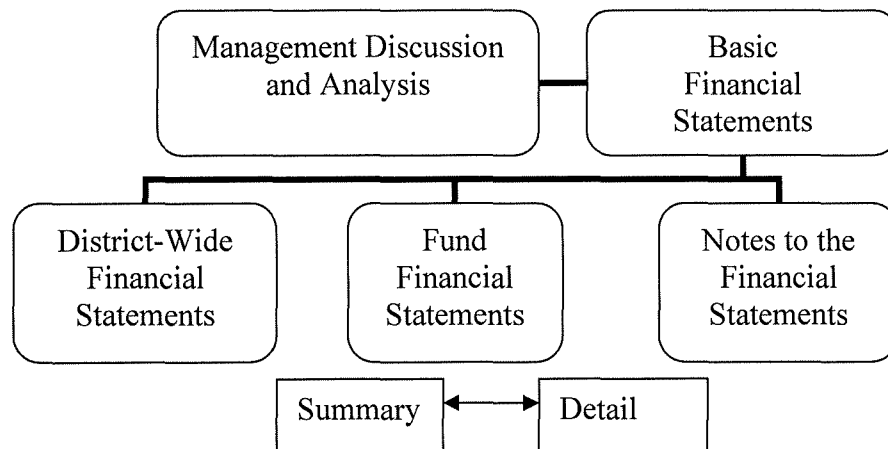 Management Discussion
and Analysis
Basic
Financial
Statements
District-Wide
Financial
Statements
Fund
Financial
Statements
Notes to the
Financial
Statements
Summary
Detail